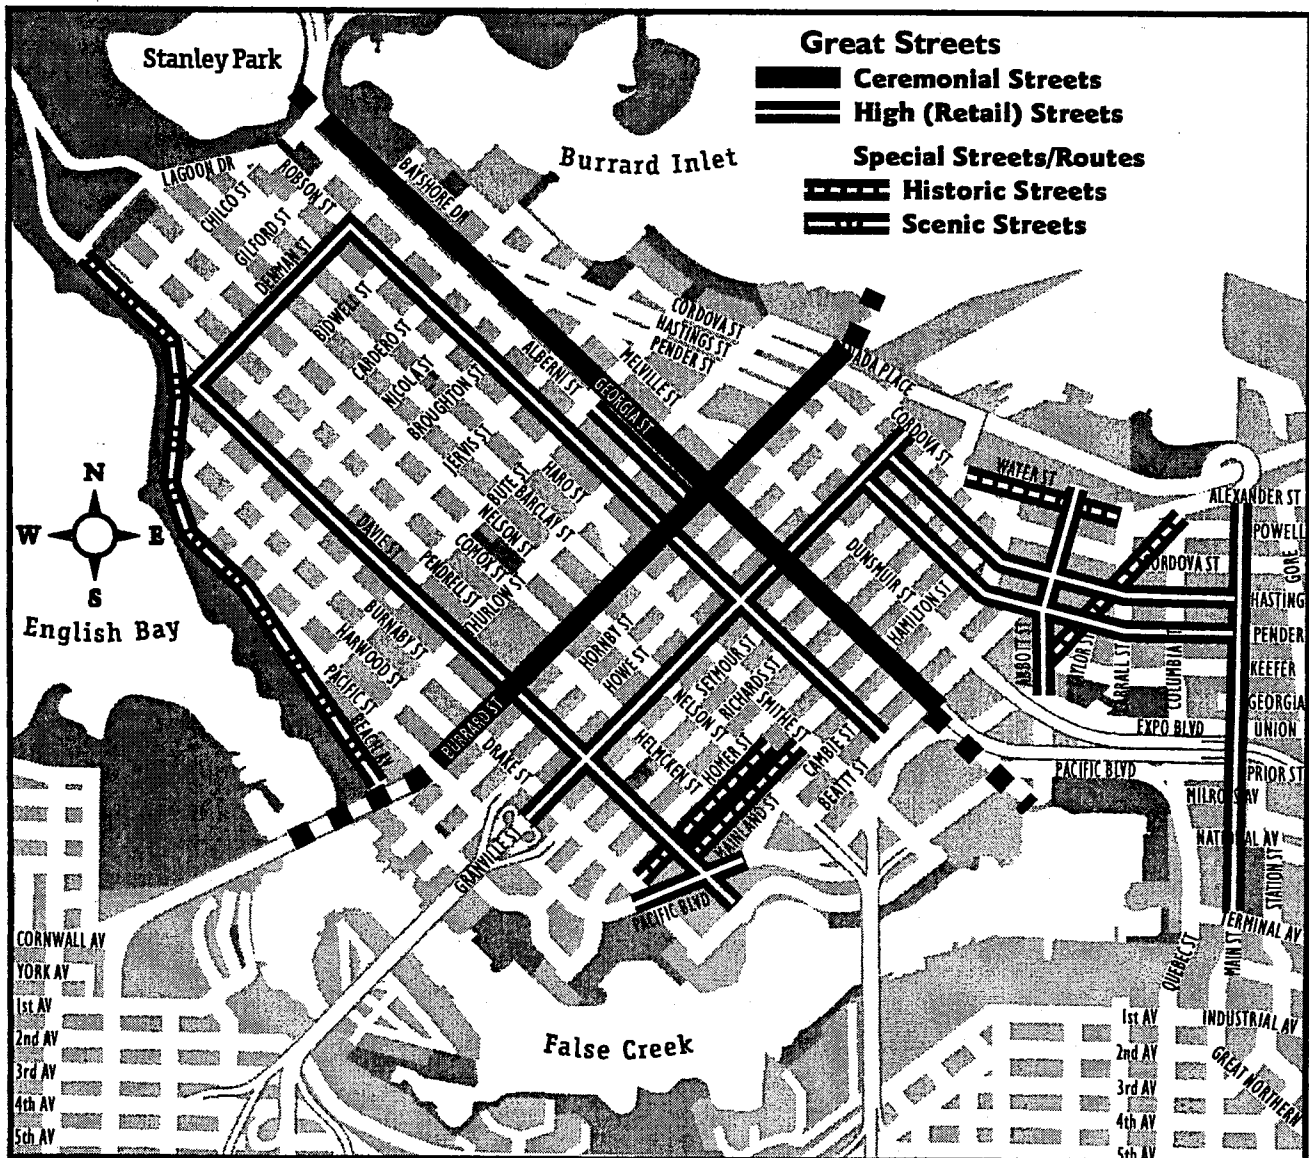 Stanley Park
Great Streets
Ceremonial Streets
High (Retail) Streets
Special Streets/Routes
Historic Streets
Scenic Streets
Burrard Inlet
LAGOON DR
CHILCO ST
ROBSON ST
GILFORD ST
DENMAN ST
BIDWELL ST
CARDERO ST
NICOLA ST
BROUGHTON ST
JERVIS ST
BUTE ST
ALBERNI ST
HARO ST
BARCLAY ST
NELSON ST
COMOX ST
PENDRELL ST
THURLOW ST
DAVIE ST
BURNABY ST
HARWOOD ST
PACIFIC ST
BEACH AV
GEORGIA ST
CORDOVA ST
HASTINGS ST
PENDER ST
MELVILLE ST
ADA PLACE
CORDOVA ST
WATER ST
ALEXANDER ST
POWELL
GORE
CORDOVA ST
HASTING
PENDER
KEEFER
GEORGIA
UNION
PRIOR ST
N
W
E
S
English Bay
DUNSMUIR ST
HAMILTON ST
HORNBY ST
HOWE ST
SEYMOUR ST
RICHARDS ST
SMITHE ST
NELSON ST
HOMER ST
HELMCKEN ST
CAMBIE ST
BEATTY ST
MAINLAND ST
BURRARD ST
DRAKE ST
GRANVILLE ST
PACIFIC BLVD
ABBOTT ST
COLUMBIA
EXPO BLVD
PACIFIC BLVD
STATION ST
TERMINAL AV
MAIN ST
QUEBEC ST
INDUSTRIAL AV
GREAT NORTHERN
CORNWALL AV
YORK AV
1st AV
2nd AV
3rd AV
4th AV
5th AV
False Creek
1st AV
2nd AV
3rd AV
4th AV
5th AV